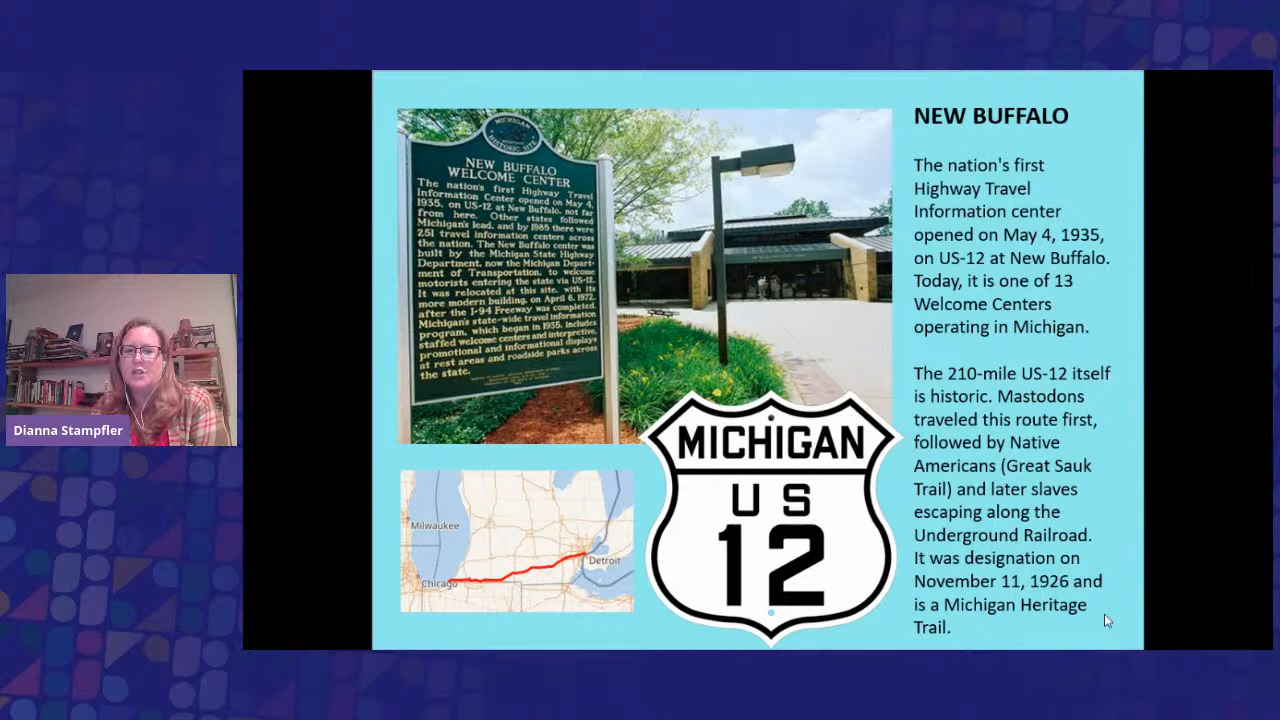 NEW BUFFALO
The nation's first
Highway Travel
Information center
opened on May 4, 1935,
on US-12 at New Buffalo.
Today, it is one of 13
Welcome Centers
operating in Michigan.
The 210-mile US-12 itself
is historic. Mastodons
traveled this route first,
followed by Native
Americans (Great Sauk
Trail) and later slaves
escaping along the
Underground Railroad.
It was designation on
November 11, 1926 and
is a Michigan Heritage
Trail.
MICHIGAN
HISTORIC SITE
NEW BUFFALO
WELCOME CENTER
The nation's first Highway Travel
Information Center opened on May 4,
1935, on US-12 at New Buffalo, not far
from here. Other states followed
Michigan's lead, and by 1985 there were
251 travel information centers across
the nation. The New Buffalo center was
built by the Michigan State Highway
Department, now the Michigan Depart-
ment of Transportation, to welcome
motorists entering the state via US-12.
It was relocated at this site, with its
more modern building, on April 6, 1972,
after the I-94 Freeway was completed.
Michigan's state-wide travel information
program, which began in 1935, includes
staffed welcome centers and interpretive,
promotional and informational displays
at rest areas and roadside parks across
the state.
MICHIGAN
US
12
Milwaukee
Chicago
Detroit
Dianna Stampfler